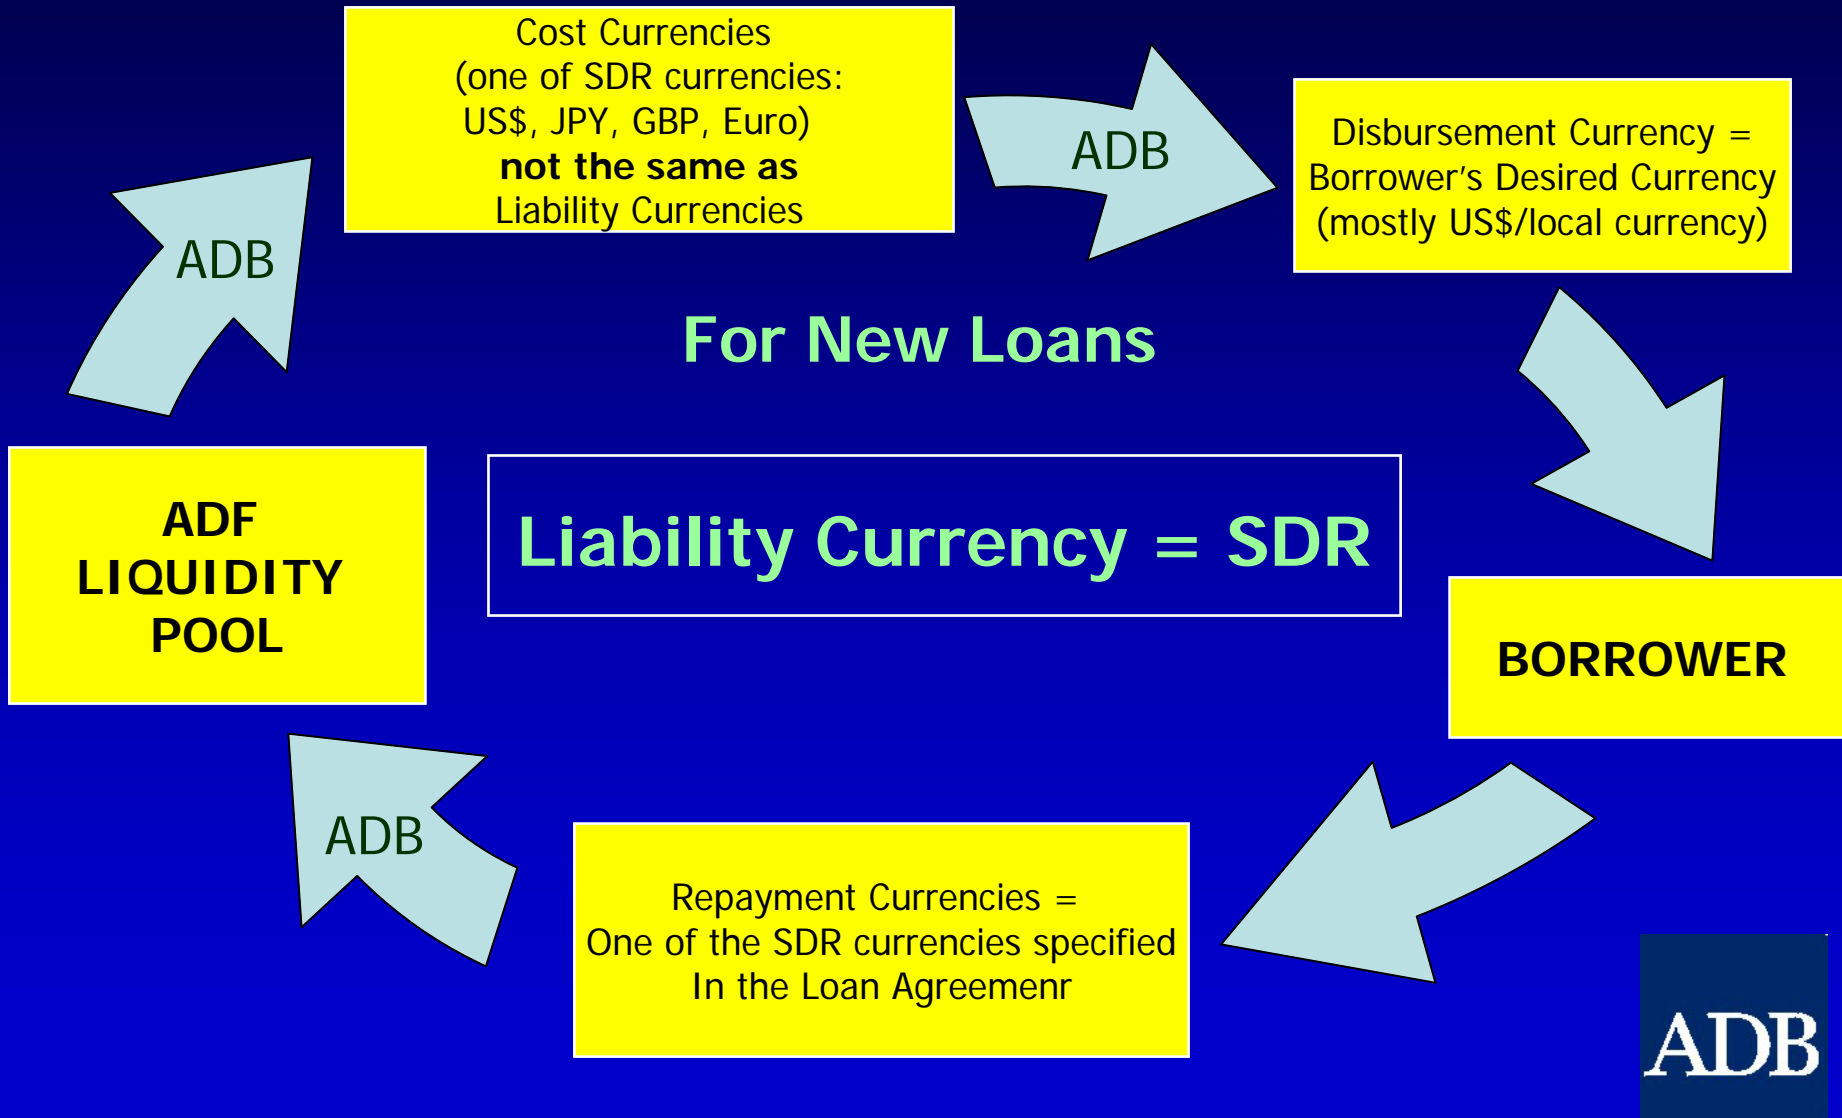 Cost Currencies
(one of SDR currencies:
US$, JPY, GBP, Euro)
not the same as
Liability Currencies
ADB
Disbursement Currency =
Borrower's Desired Currency
(mostly US$/local currency)
ADB
For New Loans
ADF
LIQUIDITY
POOL
Liability Currency = SDR
BORROWER
ADB
Repayment Currencies =
One of the SDR currencies specified
In the Loan Agreemenr
ADB